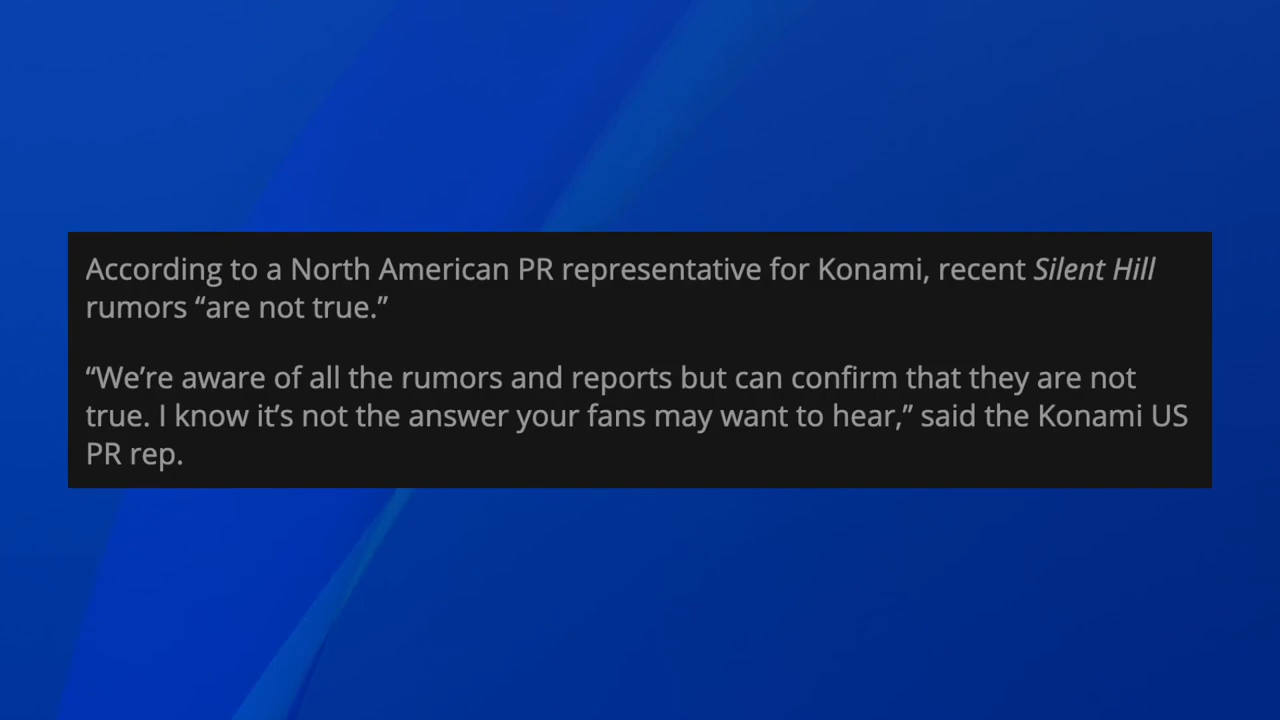 According to a North American PR representative for Konami, recent Silent Hill
rumors “are not true.”
“We’re aware of all the rumors and reports but can confirm that they are not
true. I know it’s not the answer your fans may want to hear,” said the Konami US
PR rep.